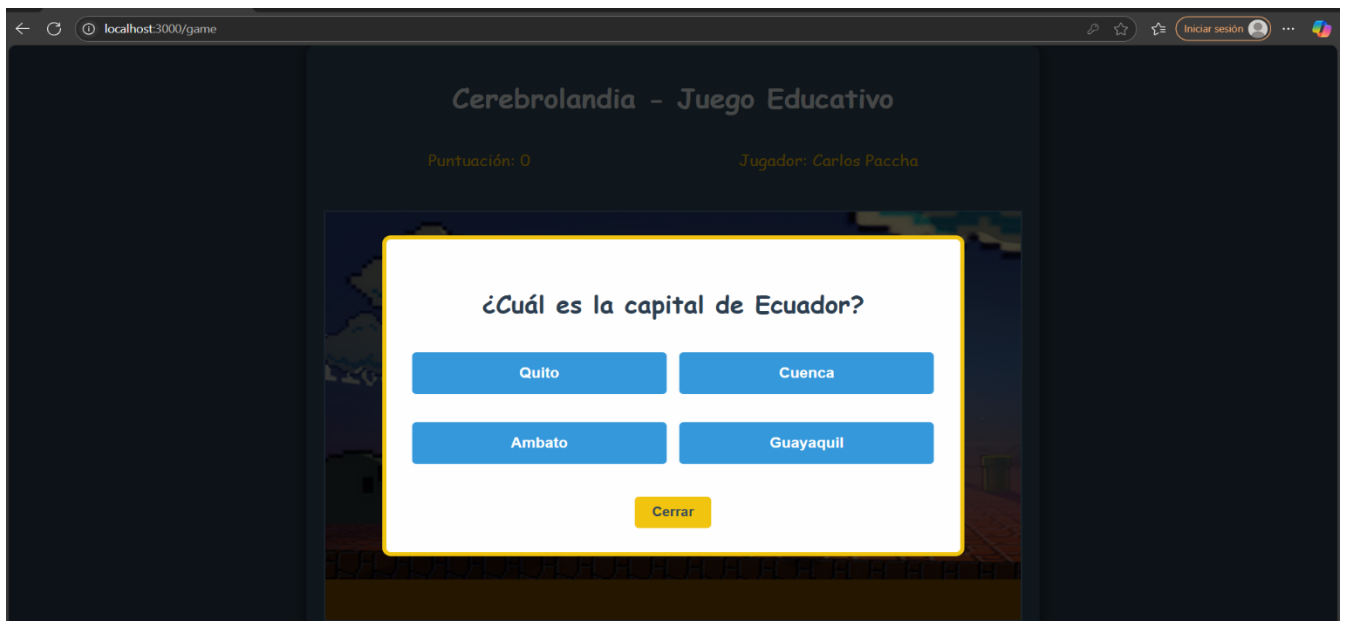 localhost:3000/game
Iniciar sesión
Cerebrolandia - Juego Educativo
Puntuación: 0
Jugador: Carlos Paccha
¿Cuál es la capital de Ecuador?
Quito
Cuenca
Ambato
Guayaquil
Cerrar